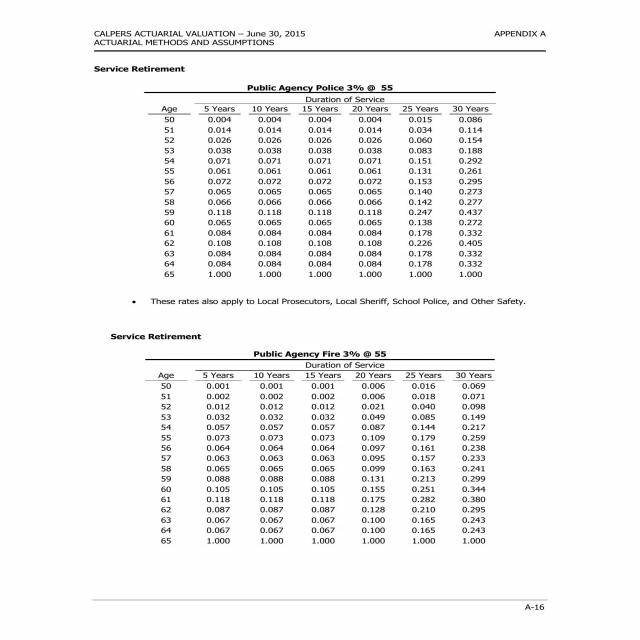 CALPERS ACTUARIAL VALUATION – June 30, 2015 APPENDIX A
ACTUARIAL METHODS AND ASSUMPTIONS
Service Retirement
Public Agency Police 3% @ 55
Duration of Service
Age 5 Years 10 Years 15 Years 20 Years 25 Years 30 Years
50 0.004 0.004 0.004 0.004 0.015 0.086
51 0.014 0.014 0.014 0.014 0.034 0.114
52 0.026 0.026 0.026 0.026 0.060 0.154
53 0.038 0.038 0.038 0.038 0.083 0.188
54 0.071 0.071 0.071 0.071 0.151 0.292
55 0.061 0.061 0.061 0.061 0.131 0.261
56 0.072 0.072 0.072 0.072 0.153 0.295
57 0.065 0.065 0.065 0.065 0.140 0.273
58 0.066 0.066 0.066 0.066 0.142 0.277
59 0.118 0.118 0.118 0.118 0.247 0.437
60 0.065 0.065 0.065 0.065 0.138 0.272
61 0.084 0.084 0.084 0.084 0.178 0.332
62 0.108 0.108 0.108 0.108 0.226 0.405
63 0.084 0.084 0.084 0.084 0.178 0.332
64 0.084 0.084 0.084 0.084 0.178 0.332
65 1.000 1.000 1.000 1.000 1.000 1.000
• These rates also apply to Local Prosecutors, Local Sheriff, School Police, and Other Safety.
Service Retirement
Public Agency Fire 3% @ 55
Duration of Service
Age 5 Years 10 Years 15 Years 20 Years 25 Years 30 Years
50 0.001 0.001 0.001 0.006 0.016 0.069
51 0.002 0.002 0.002 0.006 0.018 0.071
52 0.012 0.012 0.012 0.021 0.040 0.098
53 0.032 0.032 0.032 0.049 0.085 0.149
54 0.057 0.057 0.057 0.087 0.144 0.217
55 0.073 0.073 0.073 0.109 0.179 0.259
56 0.064 0.064 0.064 0.097 0.161 0.238
57 0.063 0.063 0.063 0.095 0.157 0.233
58 0.065 0.065 0.065 0.099 0.163 0.241
59 0.088 0.088 0.088 0.131 0.213 0.299
60 0.105 0.105 0.105 0.155 0.251 0.344
61 0.118 0.118 0.118 0.175 0.282 0.380
62 0.087 0.087 0.087 0.128 0.210 0.295
63 0.067 0.067 0.067 0.100 0.165 0.243
64 0.067 0.067 0.067 0.100 0.165 0.243
65 1.000 1.000 1.000 1.000 1.000 1.000
A-16